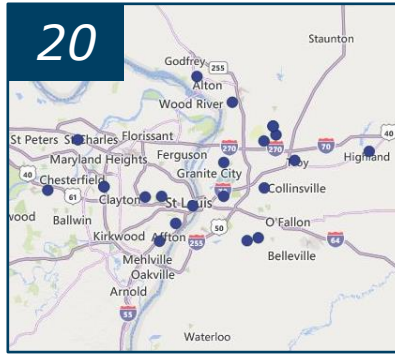 20
Staunton
Godfrey
255
Alton
Wood River
St Peters
St Charles
Florissant
270
270
70
40
Maryland Heights
Ferguson
Troy
Highland
40
Chesterfield
Granite City
61
Clayton
St Louis
Collinsville
wood
Ballwin
O'Fallon
Kirkwood
Affton
50
64
255
Belleville
Mehlville
Oakville
Arnold
55
Waterloo